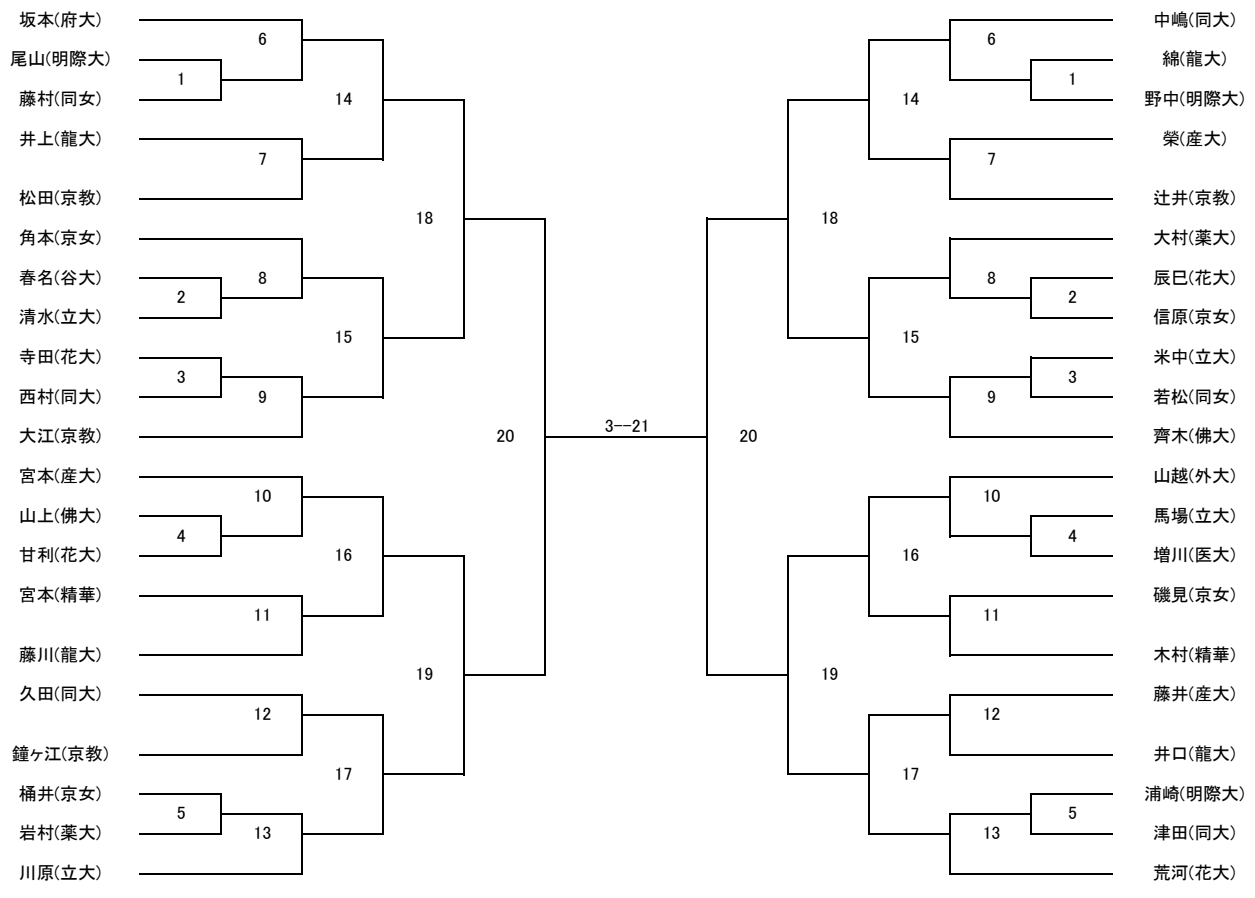 坂本(府大) 中嶋(同大)
6 6
尾山(明際大) 綿(龍大)
1 1
藤村(同女) 14 14 野中(明際大)
井上(龍大) 榮(産大)
7 7
松田(京教) 辻井(京教)
18 18
角本(京女) 大村(薬大)
春名(谷大) 8 8 辰巳(花大)
2 2
清水(立大) 信原(京女)
15 15
寺田(花大) 米中(立大)
3 3
西村(同大) 9 9 若松(同女)
3--21
大江(京教) 20 20 齊木(佛大)
宮本(産大) 山越(外大)
10 10
山上(佛大) 馬場(立大)
4 4
甘利(花大) 16 16 増川(医大)
宮本(精華) 磯見(京女)
11 11
藤川(龍大) 木村(精華)
19 19
久田(同大) 藤井(産大)
12 12
鐘ヶ江(京教) 井口(龍大)
17 17
桶井(京女) 浦崎(明際大)
5 5
岩村(薬大) 13 13 津田(同大)
川原(立大) 荒河(花大)